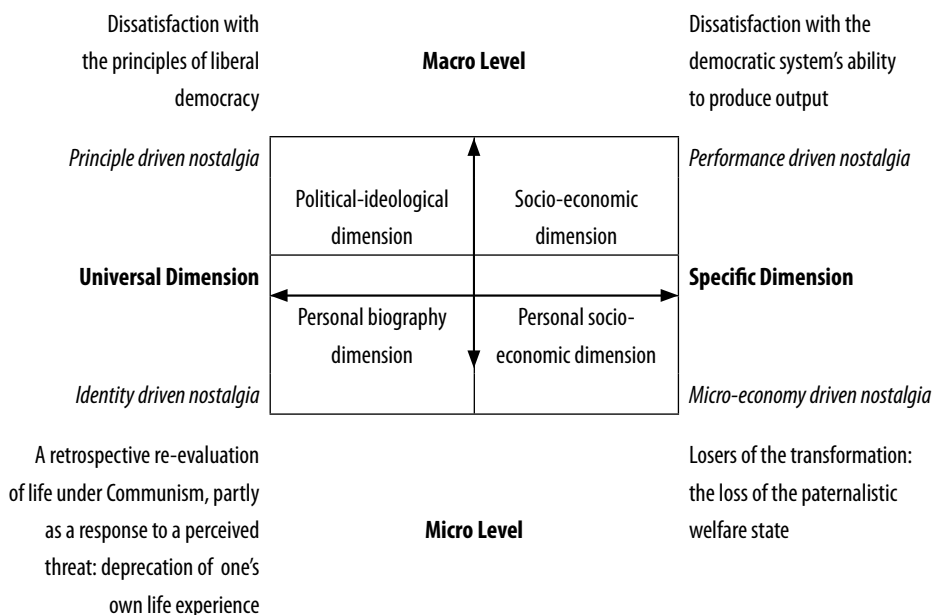 Dissatisfaction with
the principles of liberal
democracy
Macro Level
Dissatisfaction with the
democratic system's ability
to produce output
Principle driven nostalgia
Performance driven nostalgia
Political-ideological
dimension
Socio-economic
dimension
Universal Dimension
Specific Dimension
Personal biography
dimension
Personal socio-
economic dimension
Identity driven nostalgia
Micro-economy driven nostalgia
A retrospective re-evaluation
of life under Communism, partly
as a response to a perceived
threat: deprecation of one's
own life experience
Micro Level
Losers of the transformation:
the loss of the paternalistic
welfare state